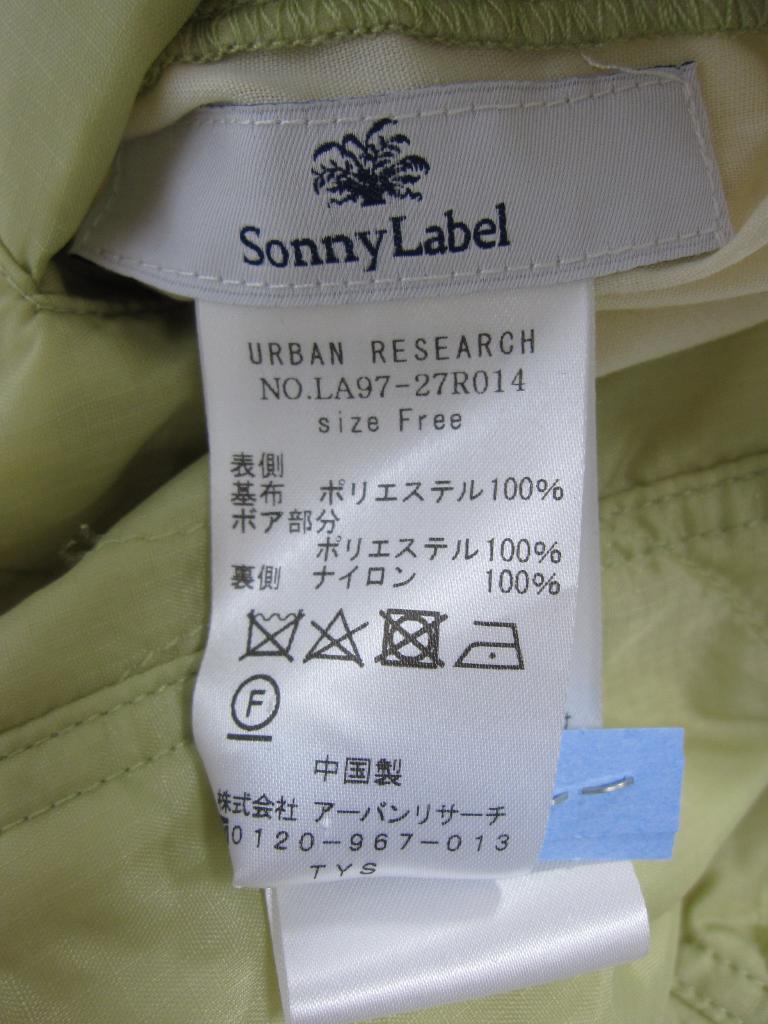 Sonny Label
URBAN RESEARCH
NO.LA97-27R014
size Free
表側
基布 ポリエステル100%
ボア部分
ポリエステル100%
裏側 ナイロン 100%
F
中国製
株式会社 アーバンリサーチ
0120-967-013
TYS